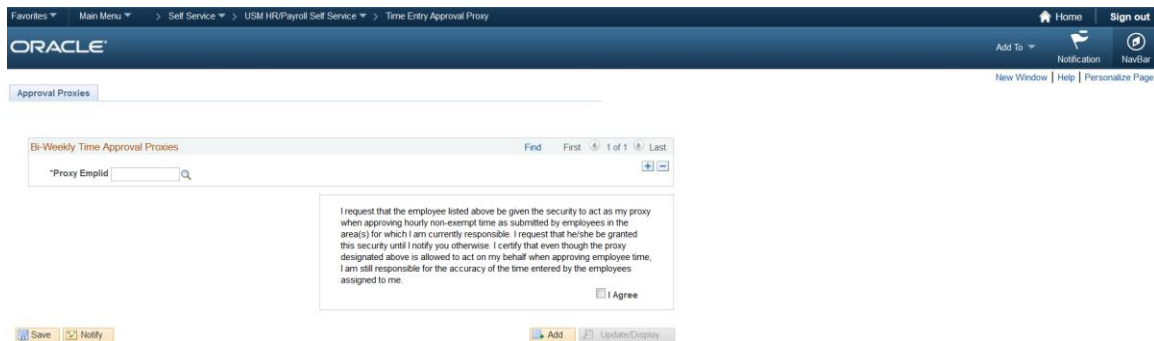 Favorites Main Menu > Self Service > USM HR/Payroll Self Service > Time Entry Approval Proxy Home Sign out
ORACLE Add To Notification NavBar
New Window | Help | Personalize Page
Approval Proxies
Bi-Weekly Time Approval Proxies Find First 1 of 1 Last
*Proxy Emplid
I request that the employee listed above be given the security to act as my proxy
when approving hourly non-exempt time as submitted by employees in the
area(s) for which I am currently responsible. I request that he/she be granted
this security until I notify you otherwise. I certify that even though the proxy
designated above is allowed to act on my behalf when approving employee time,
I am still responsible for the accuracy of the time entered by the employees
assigned to me.
I Agree
Save Notify Add Update/Display